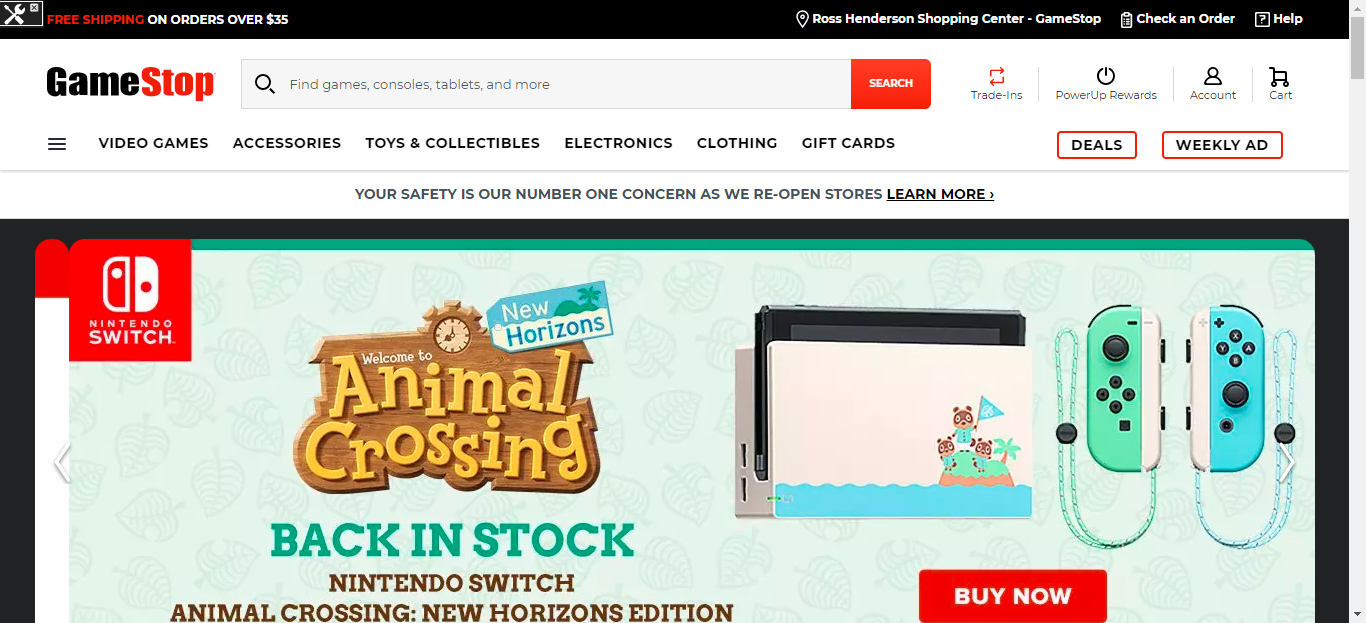 FREE SHIPPING ON ORDERS OVER $35
Ross Henderson Shopping Center - GameStop
Check an Order
? Help
GameStop
Find games, consoles, tablets, and more
SEARCH
Trade-Ins
PowerUp Rewards
Account
Cart
VIDEO GAMES
ACCESSORIES
TOYS & COLLECTIBLES
ELECTRONICS
CLOTHING
GIFT CARDS
DEALS
WEEKLY AD
YOUR SAFETY IS OUR NUMBER ONE CONCERN AS WE RE-OPEN STORES LEARN MORE ›
NINTENDO
SWITCH
New
Horizons
Welcome to
Animal
Crossing
X
Y
A
B
BACK IN STOCK
NINTENDO SWITCH
ANIMAL CROSSING: NEW HORIZONS EDITION
BUY NOW